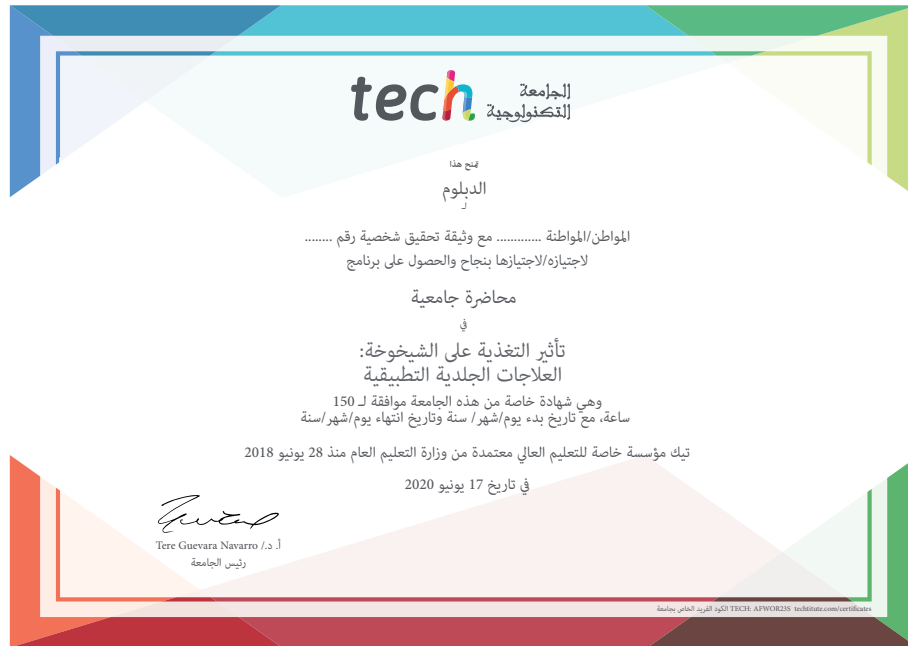 tech الجامعة
التكنولوجية
تمنح هذا
الدبلوم
لـ
المواطن/المواطنة ............. مع وثيقة تحقيق شخصية رقم ........
لاجتيازه/لاجتيازها بنجاح والحصول على برنامج
محاضرة جامعية
في
تأثير التغذية على الشيخوخة:
العلاجات الجلدية التطبيقية
وهي شهادة خاصة من هذه الجامعة موافقة لـ 150
ساعة، مع تاريخ بدء يوم/شهر/ سنة وتاريخ انتهاء يوم/شهر/سنة
تيك مؤسسة خاصة للتعليم العالي معتمدة من وزارة التعليم العام منذ 28 يونيو 2018
في تاريخ 17 يونيو 2020
أ. د./ Tere Guevara Navarro
رئيس الجامعة
الكود الفريد الخاص بجامعة TECH: AFWOR23S techtitute.com/certificates